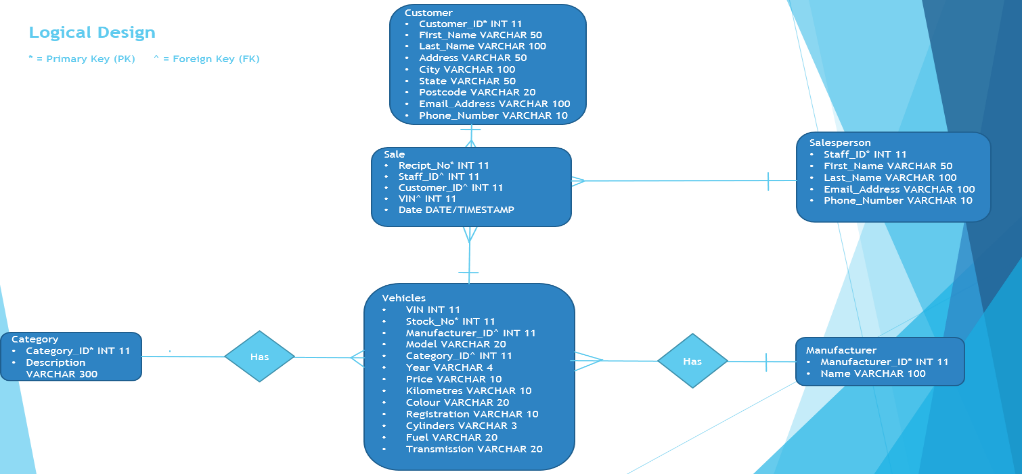 Logical Design
* = Primary Key (PK) ^ = Foreign Key (FK)
Customer
• Customer_ID* INT 11
• First_Name VARCHAR 50
• Last_Name VARCHAR 100
• Address VARCHAR 50
• City VARCHAR 100
• State VARCHAR 50
• Postcode VARCHAR 20
• Email_Address VARCHAR 100
• Phone_Number VARCHAR 10
Sale
• Recipt_No* INT 11
• Staff_ID^ INT 11
• Customer_ID^ INT 11
• VIN^ INT 11
• Date DATE/TIMESTAMP
Salesperson
• Staff_ID* INT 11
• First_Name VARCHAR 50
• Last_Name VARCHAR 100
• Email_Address VARCHAR 100
• Phone_Number VARCHAR 10
Vehicles
• VIN INT 11
• Stock_No* INT 11
• Manufacturer_ID^ INT 11
• Model VARCHAR 20
• Category_ID^ INT 11
• Year VARCHAR 4
• Price VARCHAR 10
• Kilometres VARCHAR 10
• Colour VARCHAR 20
• Registration VARCHAR 10
• Cylinders VARCHAR 3
• Fuel VARCHAR 20
• Transmission VARCHAR 20
Category
• Category_ID* INT 11
• Description
VARCHAR 300
Has
Has
Manufacturer
• Manufacturer_ID* INT 11
• Name VARCHAR 100